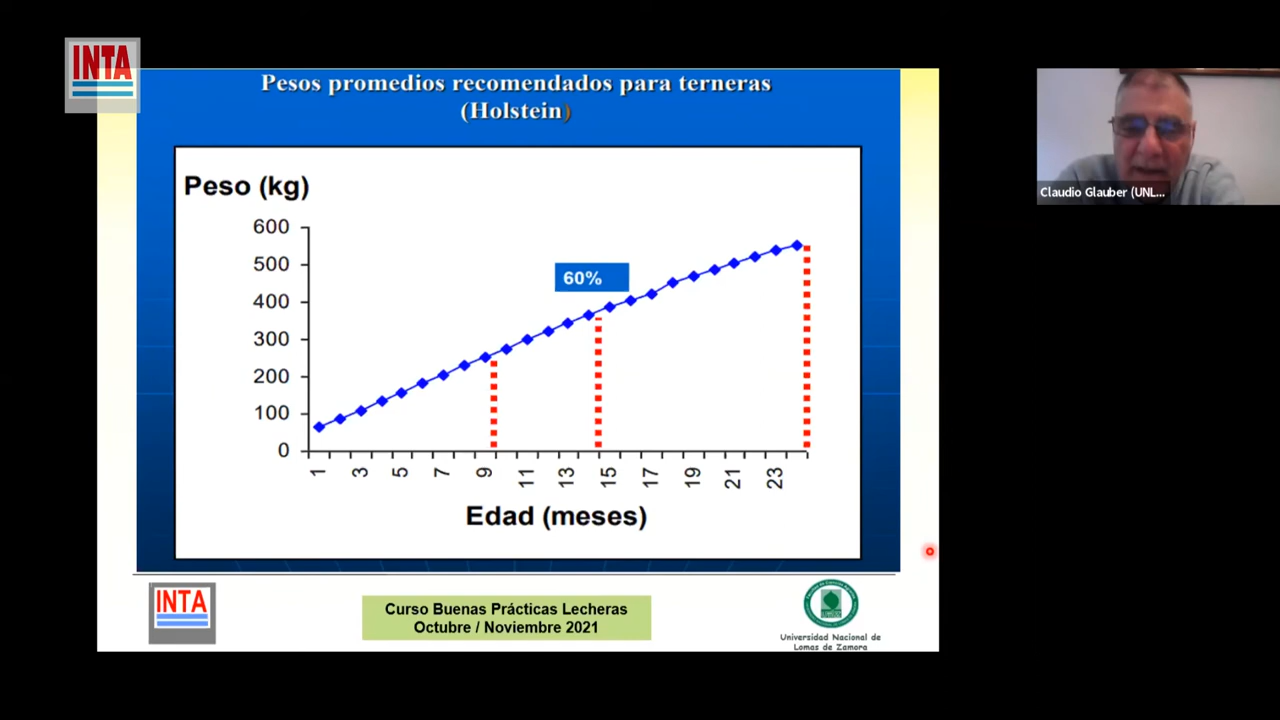 INTA
Pesos promedios recomendados para terneras
(Holstein)
Peso (kg)
600
500
400
300
200
100
0
60%
1
3
5
7
9
11
13
15
17
19
21
23
Edad (meses)
INTA
Curso Buenas Prácticas Lecheras
Octubre / Noviembre 2021
Universidad Nacional de
Lomas de Zamora
Claudio Glauber (UNL...